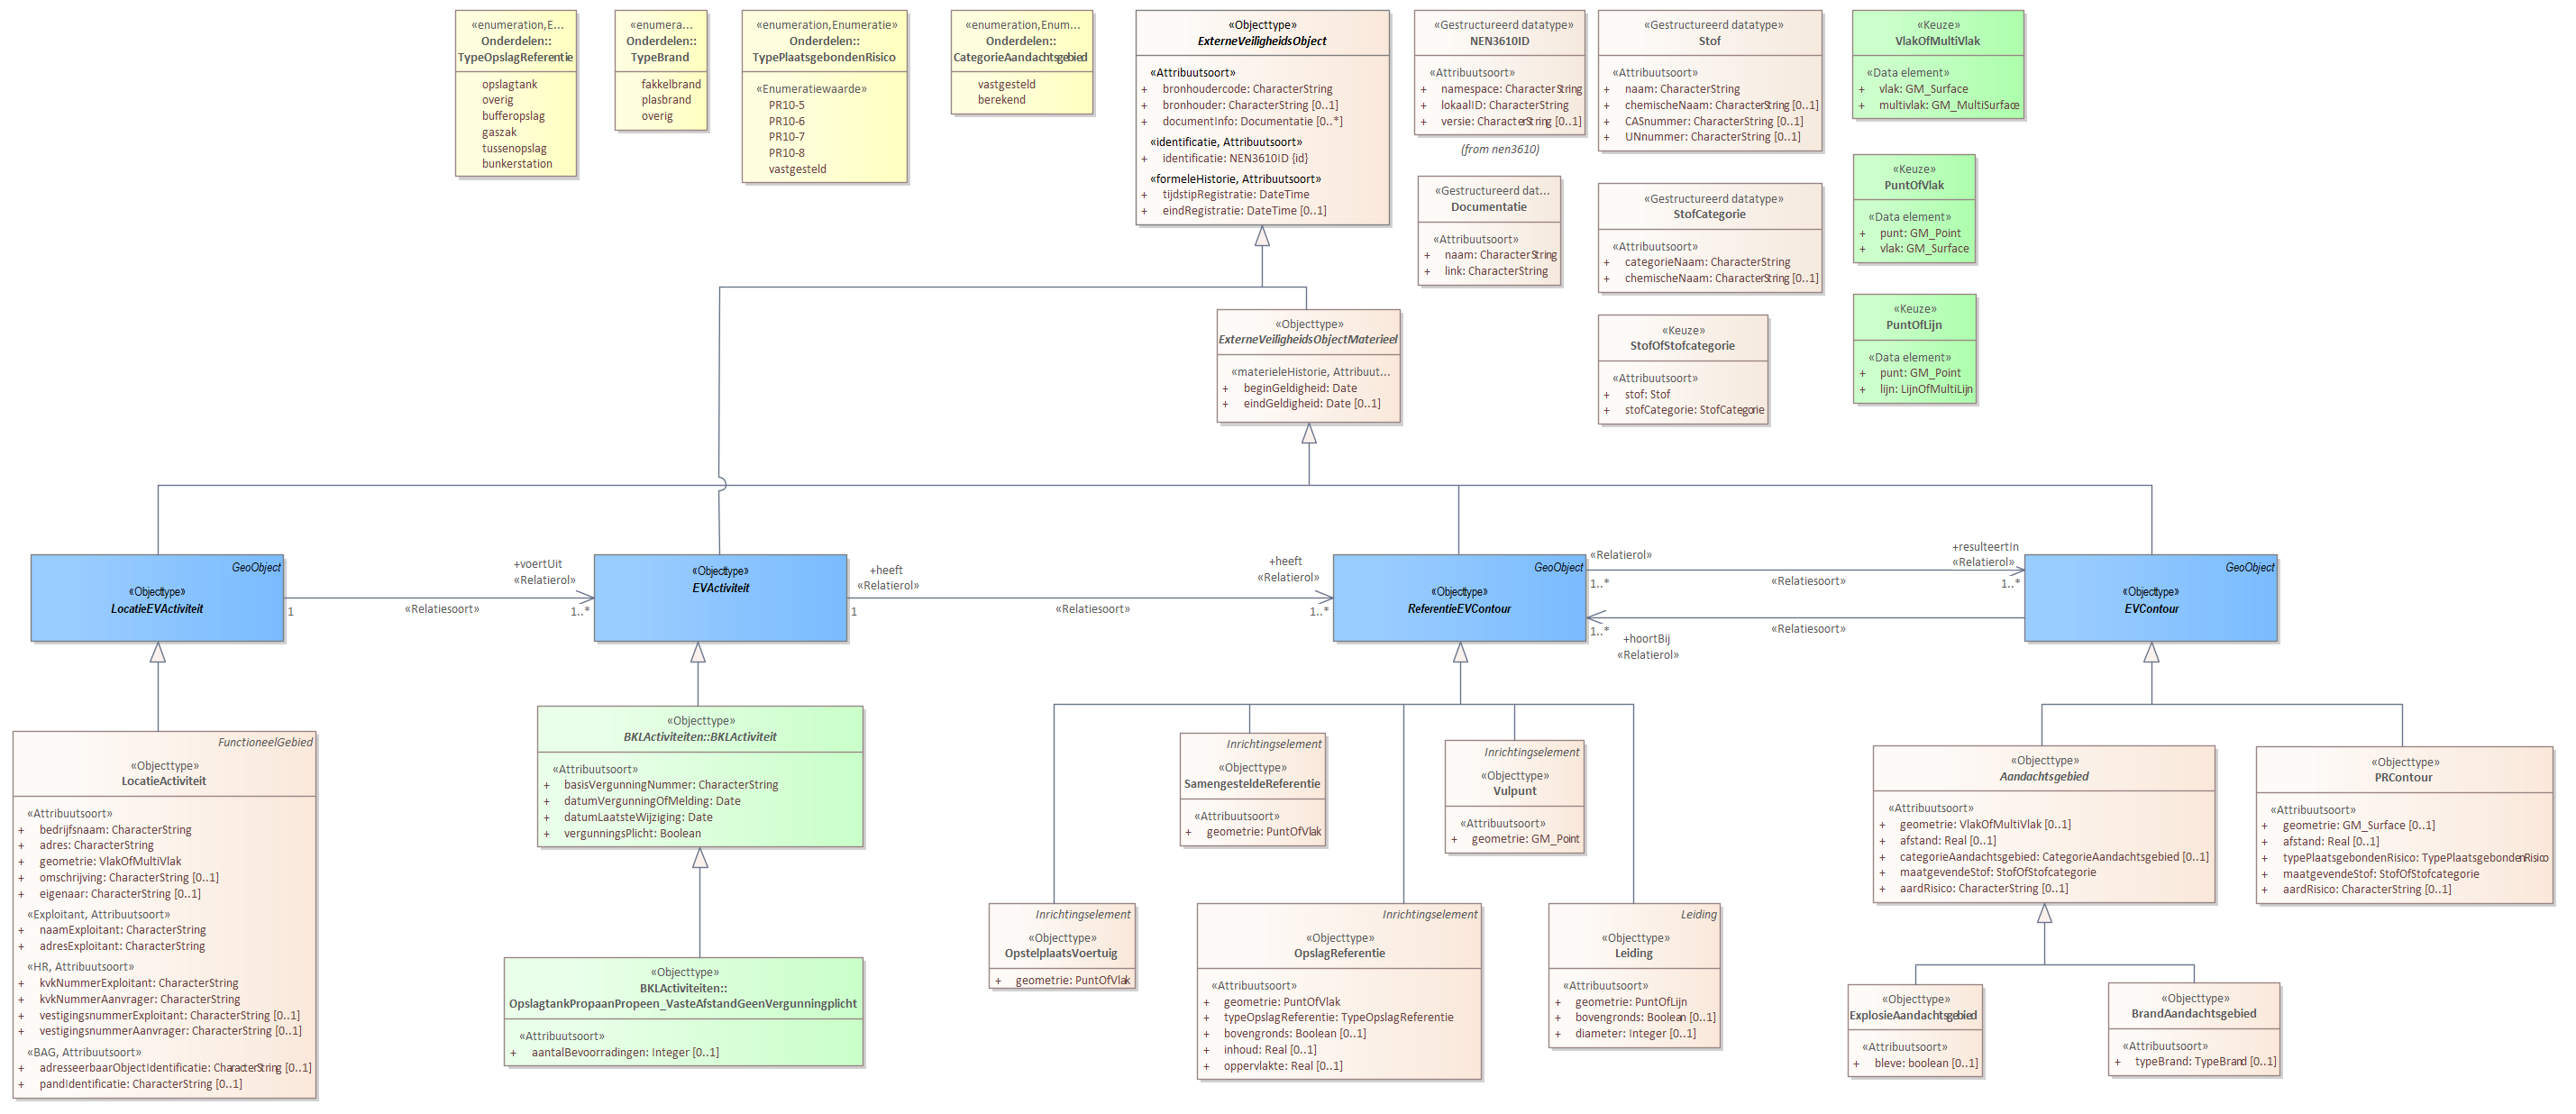 «enumeration,E...
Onderdelen::
TypeOpslagReferentie
opslagtank
overig
bufferopslag
gaszak
tussenopslag
bunkerstation
«enumera...
Onderdelen::
TypeBrand
fakkelbrand
plasbrand
overig
«enumeration,Enumeratie»
Onderdelen::
TypePlaatsgebondenRisico
«Enumeratiewaarde»
PR10-5
PR10-6
PR10-7
PR10-8
vastgesteld
«enumeration,Enum...
Onderdelen::
CategorieAandachtsgebied
vastgesteld
berekend
«Objecttype»
ExterneVeiligheidsObject
«Attribuutsoort»
+ bronhoudercode: CharacterString
+ bronhouder: CharacterString [0..1]
+ documentInfo: Documentatie [0..*]
«identificatie, Attribuutsoort»
+ identificatie: NEN3610ID {id}
«formeleHistorie, Attribuutsoort»
+ tijdstipRegistratie: DateTime
+ eindRegistratie: DateTime [0..1]
«Gestructureerd datatype»
NEN3610ID
«Attribuutsoort»
+ namespace: CharacterString
+ lokaalID: CharacterString
+ versie: CharacterString [0..1]
(from nen3610)
«Gestructureerd dat...
Documentatie
«Attribuutsoort»
+ naam: CharacterString
+ link: CharacterString
«Gestructureerd datatype»
Stof
«Attribuutsoort»
+ naam: CharacterString
+ chemischeNaam: CharacterString [0..1]
+ CASnummer: CharacterString [0..1]
+ UNnummer: CharacterString [0..1]
«Gestructureerd datatype»
StofCategorie
«Attribuutsoort»
+ categorieNaam: CharacterString
+ chemischeNaam: CharacterString [0..1]
«Keuze»
StofOfStofcategorie
«Attribuutsoort»
+ stof: Stof
+ stofCategorie: StofCategorie
«Keuze»
VlakOfMultiVlak
«Data element»
+ vlak: GM_Surface
+ multivlak: GM_MultiSurface
«Keuze»
PuntOfVlak
«Data element»
+ punt: GM_Point
+ vlak: GM_Surface
«Keuze»
PuntOfLijn
«Data element»
+ punt: GM_Point
+ lijn: LijnOfMultiLijn
«Objecttype»
ExterneVeiligheidsObjectMaterieel
«materieleHistorie, Attribuut...
+ beginGeldigheid: Date
+ eindGeldigheid: Date [0..1]
GeoObject
«Objecttype»
LocatieEVActiviteit
+voertUit
«Relatierol»
1
«Relatiesoort»
1..*
«Objecttype»
EVActiviteit
+heeft
«Relatierol»
1
«Relatiesoort»
+heeft
«Relatierol»
1..*
GeoObject
«Objecttype»
ReferentieEVContour
«Relatierol»
1..*
«Relatiesoort»
+resulteertIn
«Relatierol»
1..*
1..*
+hoortBij
«Relatierol»
«Relatiesoort»
GeoObject
«Objecttype»
EVContour
FunctioneelGebied
«Objecttype»
LocatieActiviteit
«Attribuutsoort»
+ bedrijfsnaam: CharacterString
+ adres: CharacterString
+ geometrie: VlakOfMultiVlak
+ omschrijving: CharacterString [0..1]
+ eigenaar: CharacterString [0..1]
«Exploitant, Attribuutsoort»
+ naamExploitant: CharacterString
+ adresExploitant: CharacterString
«HR, Attribuutsoort»
+ kvkNummerExploitant: CharacterString
+ kvkNummerAanvrager: CharacterString
+ vestigingsnummerExploitant: CharacterString [0..1]
+ vestigingsnummerAanvrager: CharacterString [0..1]
«BAG, Attribuutsoort»
+ adresseerbaarObjectIdentificatie: CharacterString [0..1]
+ pandIdentificatie: CharacterString [0..1]
«Objecttype»
BKLActiviteiten::BKLActiviteit
«Attribuutsoort»
+ basisVergunningNummer: CharacterString
+ datumVergunningOfMelding: Date
+ datumLaatsteWijziging: Date
+ vergunningsPlicht: Boolean
«Objecttype»
BKLActiviteiten::
OpslagtankPropaanPropeen_VasteAfstandGeenVergunningplicht
«Attribuutsoort»
+ aantalBevoorradingen: Integer [0..1]
Inrichtingselement
«Objecttype»
SamengesteldeReferentie
«Attribuutsoort»
+ geometrie: PuntOfVlak
Inrichtingselement
«Objecttype»
Vulpunt
«Attribuutsoort»
+ geometrie: GM_Point
Inrichtingselement
«Objecttype»
OpstelplaatsVoertuig
+ geometrie: PuntOfVlak
Inrichtingselement
«Objecttype»
OpslagReferentie
«Attribuutsoort»
+ geometrie: PuntOfVlak
+ typeOpslagReferentie: TypeOpslagReferentie
+ bovengronds: Boolean [0..1]
+ inhoud: Real [0..1]
+ oppervlakte: Real [0..1]
Leiding
«Objecttype»
Leiding
«Attribuutsoort»
+ geometrie: PuntOfLijn
+ bovengronds: Boolean [0..1]
+ diameter: Integer [0..1]
«Objecttype»
Aandachtsgebied
«Attribuutsoort»
+ geometrie: VlakOfMultiVlak [0..1]
+ afstand: Real [0..1]
+ categorieAandachtsgebied: CategorieAandachtsgebied [0..1]
+ maatgevendeStof: StofOfStofcategorie
+ aardRisico: CharacterString [0..1]
«Objecttype»
PRContour
«Attribuutsoort»
+ geometrie: GM_Surface [0..1]
+ afstand: Real [0..1]
+ typePlaatsgebondenRisico: TypePlaatsgebondenRisico
+ maatgevendeStof: StofOfStofcategorie
+ aardRisico: CharacterString [0..1]
«Objecttype»
ExplosieAandachtsgebied
«Attribuutsoort»
+ bleve: boolean [0..1]
«Objecttype»
BrandAandachtsgebied
«Attribuutsoort»
+ typeBrand: TypeBrand [0..1]